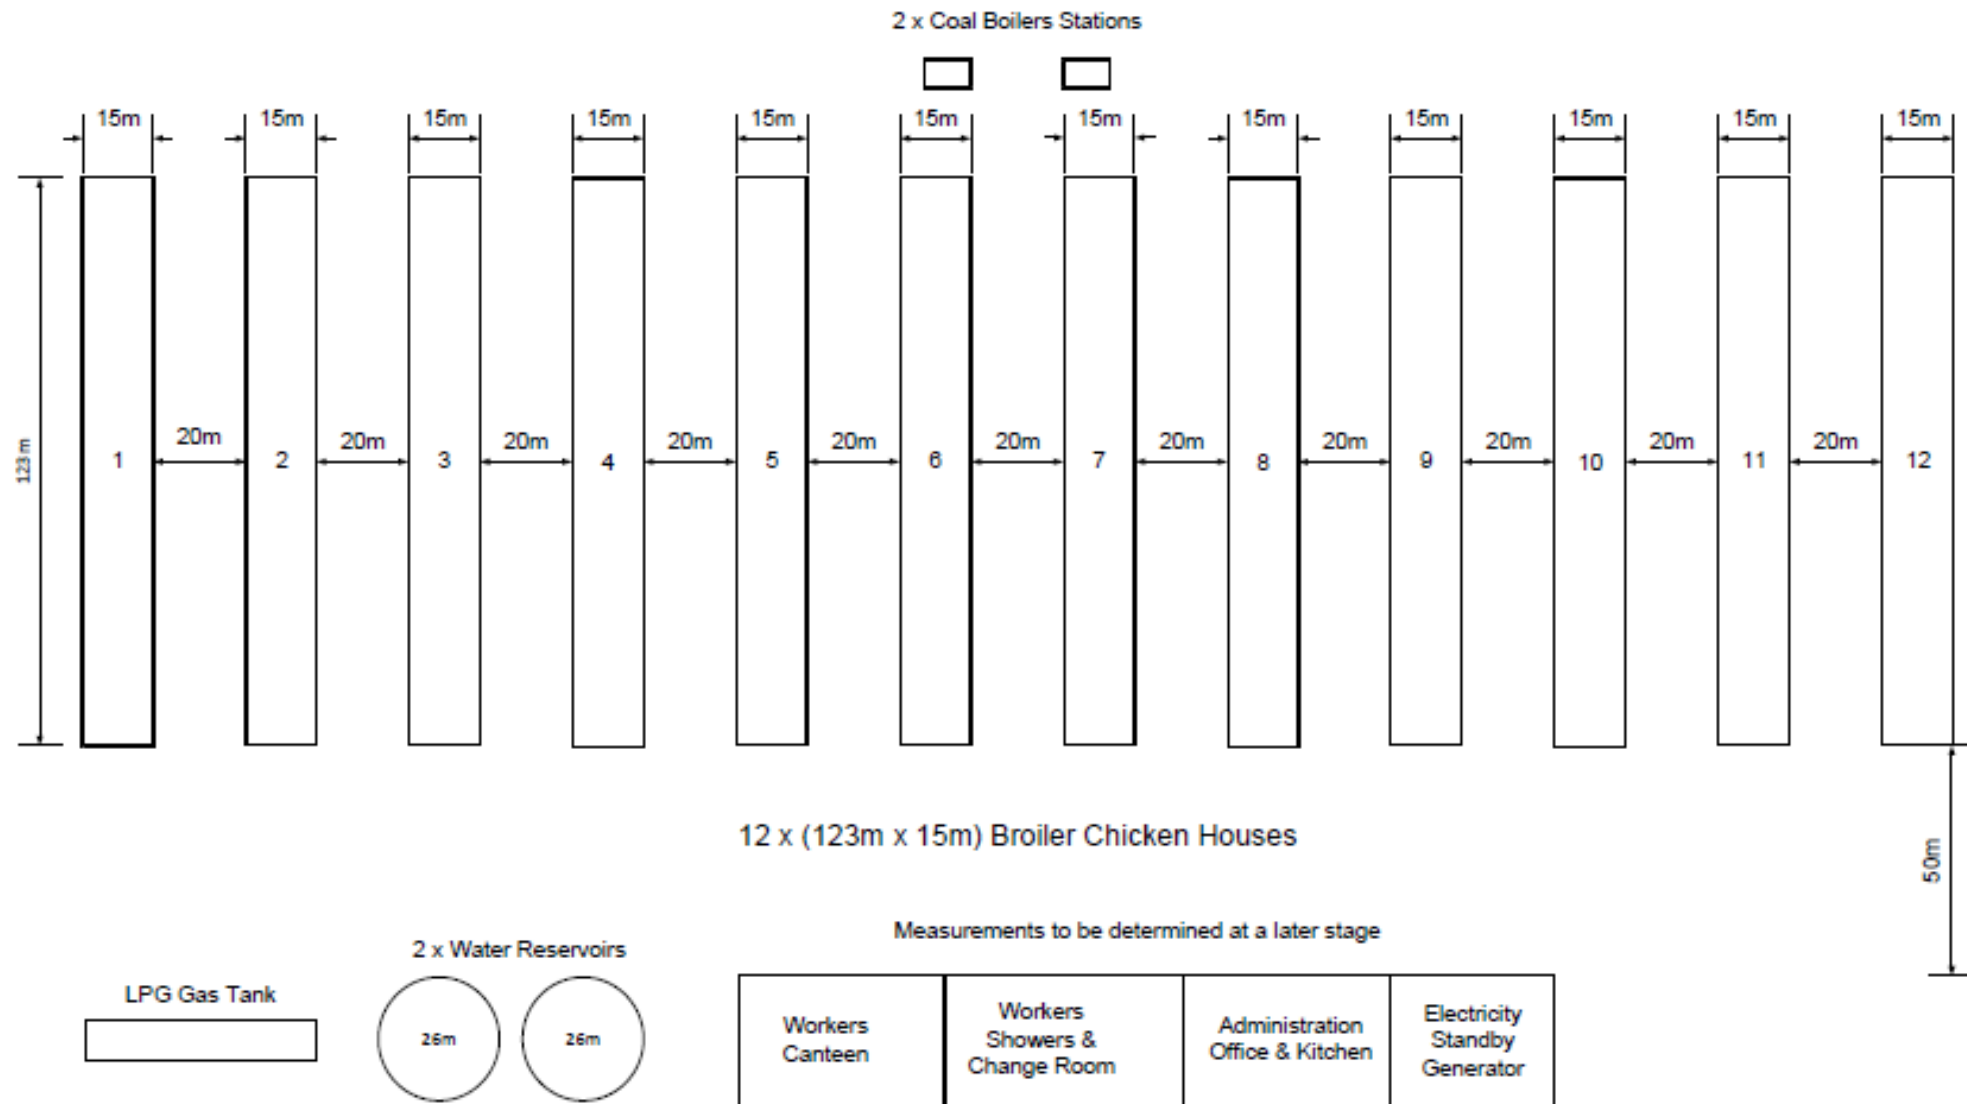 2 x Coal Boilers Stations
15m 15m 15m 15m 15m 15m 15m 15m 15m 15m 15m 15m
20m 20m 20m 20m 20m 20m 20m 20m 20m 20m 20m
123m 1 2 3 4 5 6 7 8 9 10 11 12
12 x (123m x 15m) Broiler Chicken Houses
50m
Measurements to be determined at a later stage
2 x Water Reservoirs
LPG Gas Tank
26m 26m
Workers
Canteen
Workers
Showers &
Change Room
Administration
Office & Kitchen
Electricity
Standby
Generator